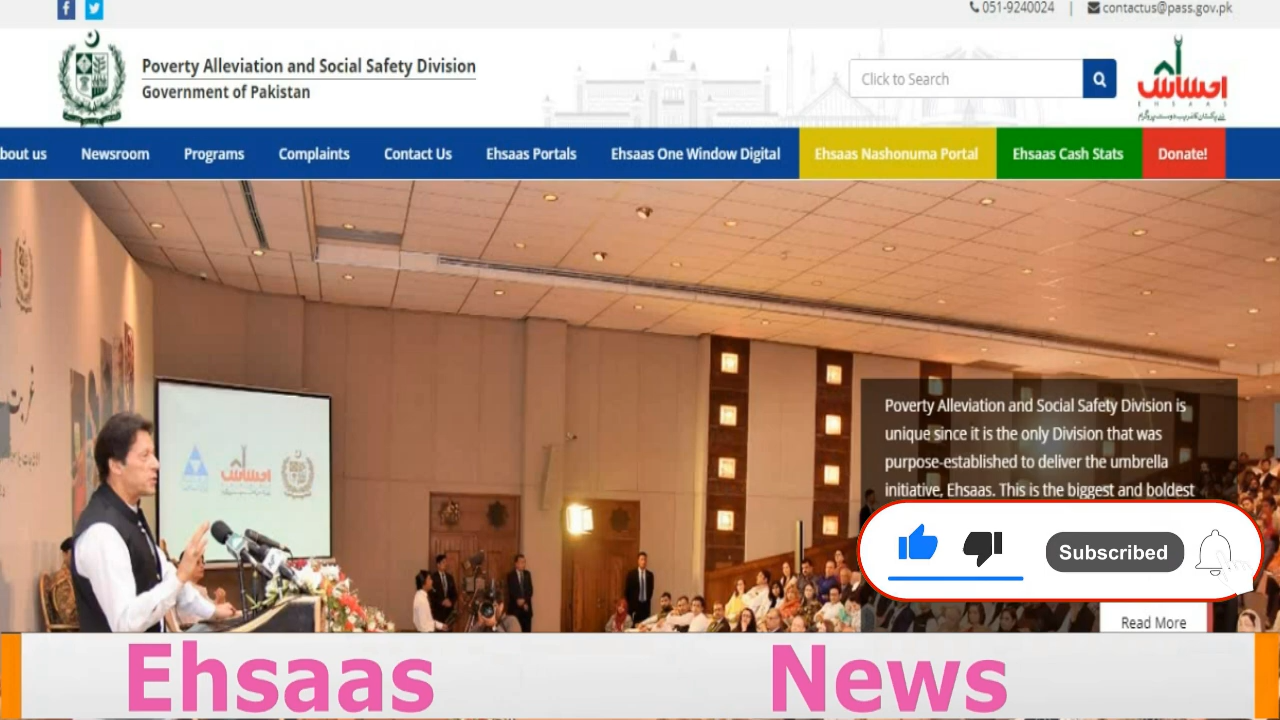 051-9240024 | contactus@pass.gov.pk
Poverty Alleviation and Social Safety Division
Government of Pakistan
Click to Search
احساس
EHSAAS
bout us Newsroom Programs Complaints Contact Us Ehsaas Portals Ehsaas One Window Digital Ehsaas Nashonuma Portal Ehsaas Cash Stats Donate!
احساس
Poverty Alleviation and Social Safety Division is
unique since it is the only Division that was
purpose-established to deliver the umbrella
initiative, Ehsaas. This is the biggest and boldest
Subscribed
Read More
Ehsaas News